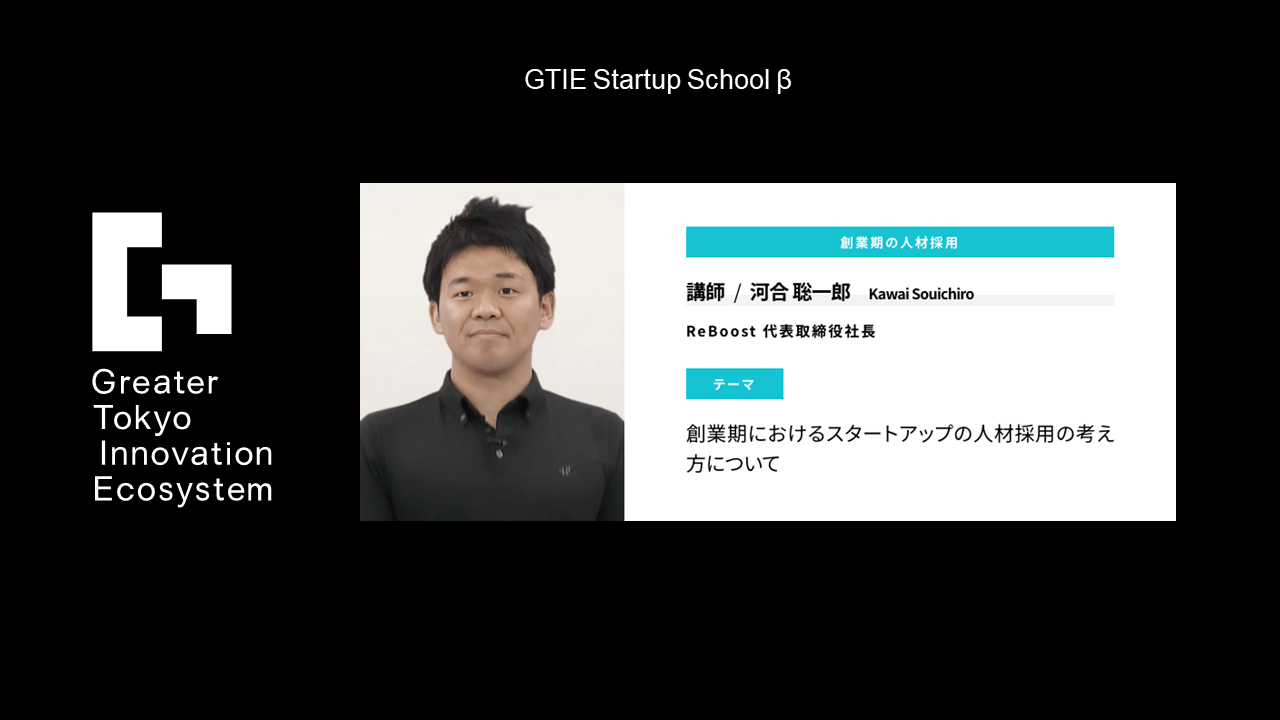 GTIE Startup School β
Greater
Tokyo
Innovation
Ecosystem
創業期の人材採用
講師 / 河合 聡一郎 Kawai Souichiro
ReBoost 代表取締役社長
テーマ
創業期におけるスタートアップの人材採用の考え
方について